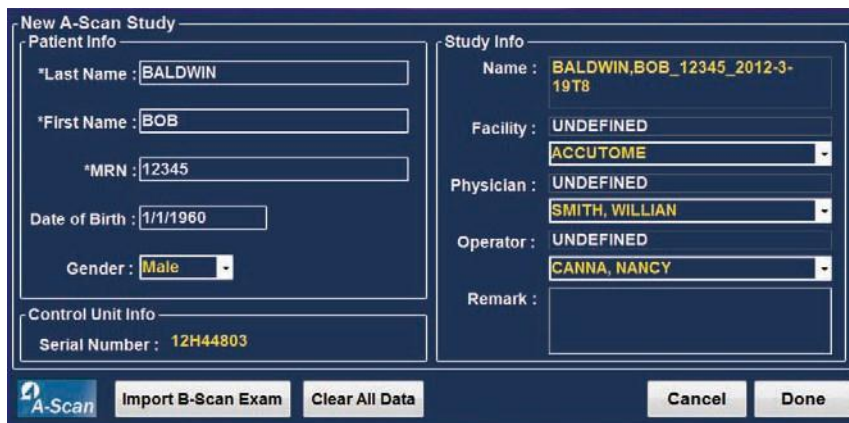 New A-Scan Study
Patient Info
*Last Name : BALDWIN
*First Name : BOB
*MRN : 12345
Date of Birth : 1/1/1960
Gender : Male
Control Unit Info
Serial Number : 12H44803
Study Info
Name : BALDWIN,BOB_12345_2012-3-
19T8
Facility : UNDEFINED
ACCUTOME
Physician : UNDEFINED
SMITH, WILLIAN
Operator : UNDEFINED
CANNA, NANCY
Remark :
A-Scan
Import B-Scan Exam
Clear All Data
Cancel
Done